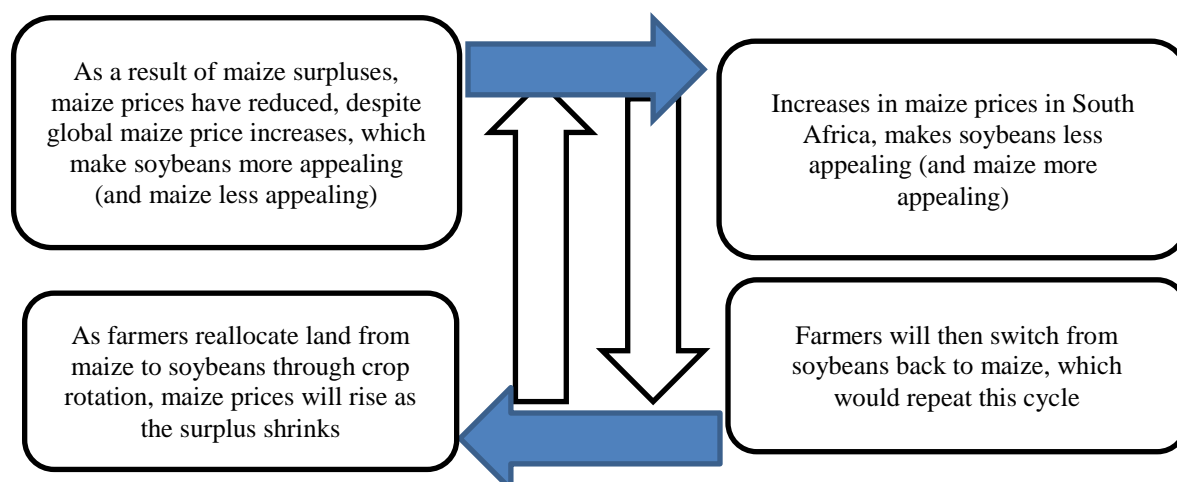 As a result of maize surpluses,
maize prices have reduced, despite
global maize price increases, which
make soybeans more appealing
(and maize less appealing)
Increases in maize prices in South
Africa, makes soybeans less
appealing (and maize more
appealing)
As farmers reallocate land from
maize to soybeans through crop
rotation, maize prices will rise as
the surplus shrinks
Farmers will then switch from
soybeans back to maize, which
would repeat this cycle